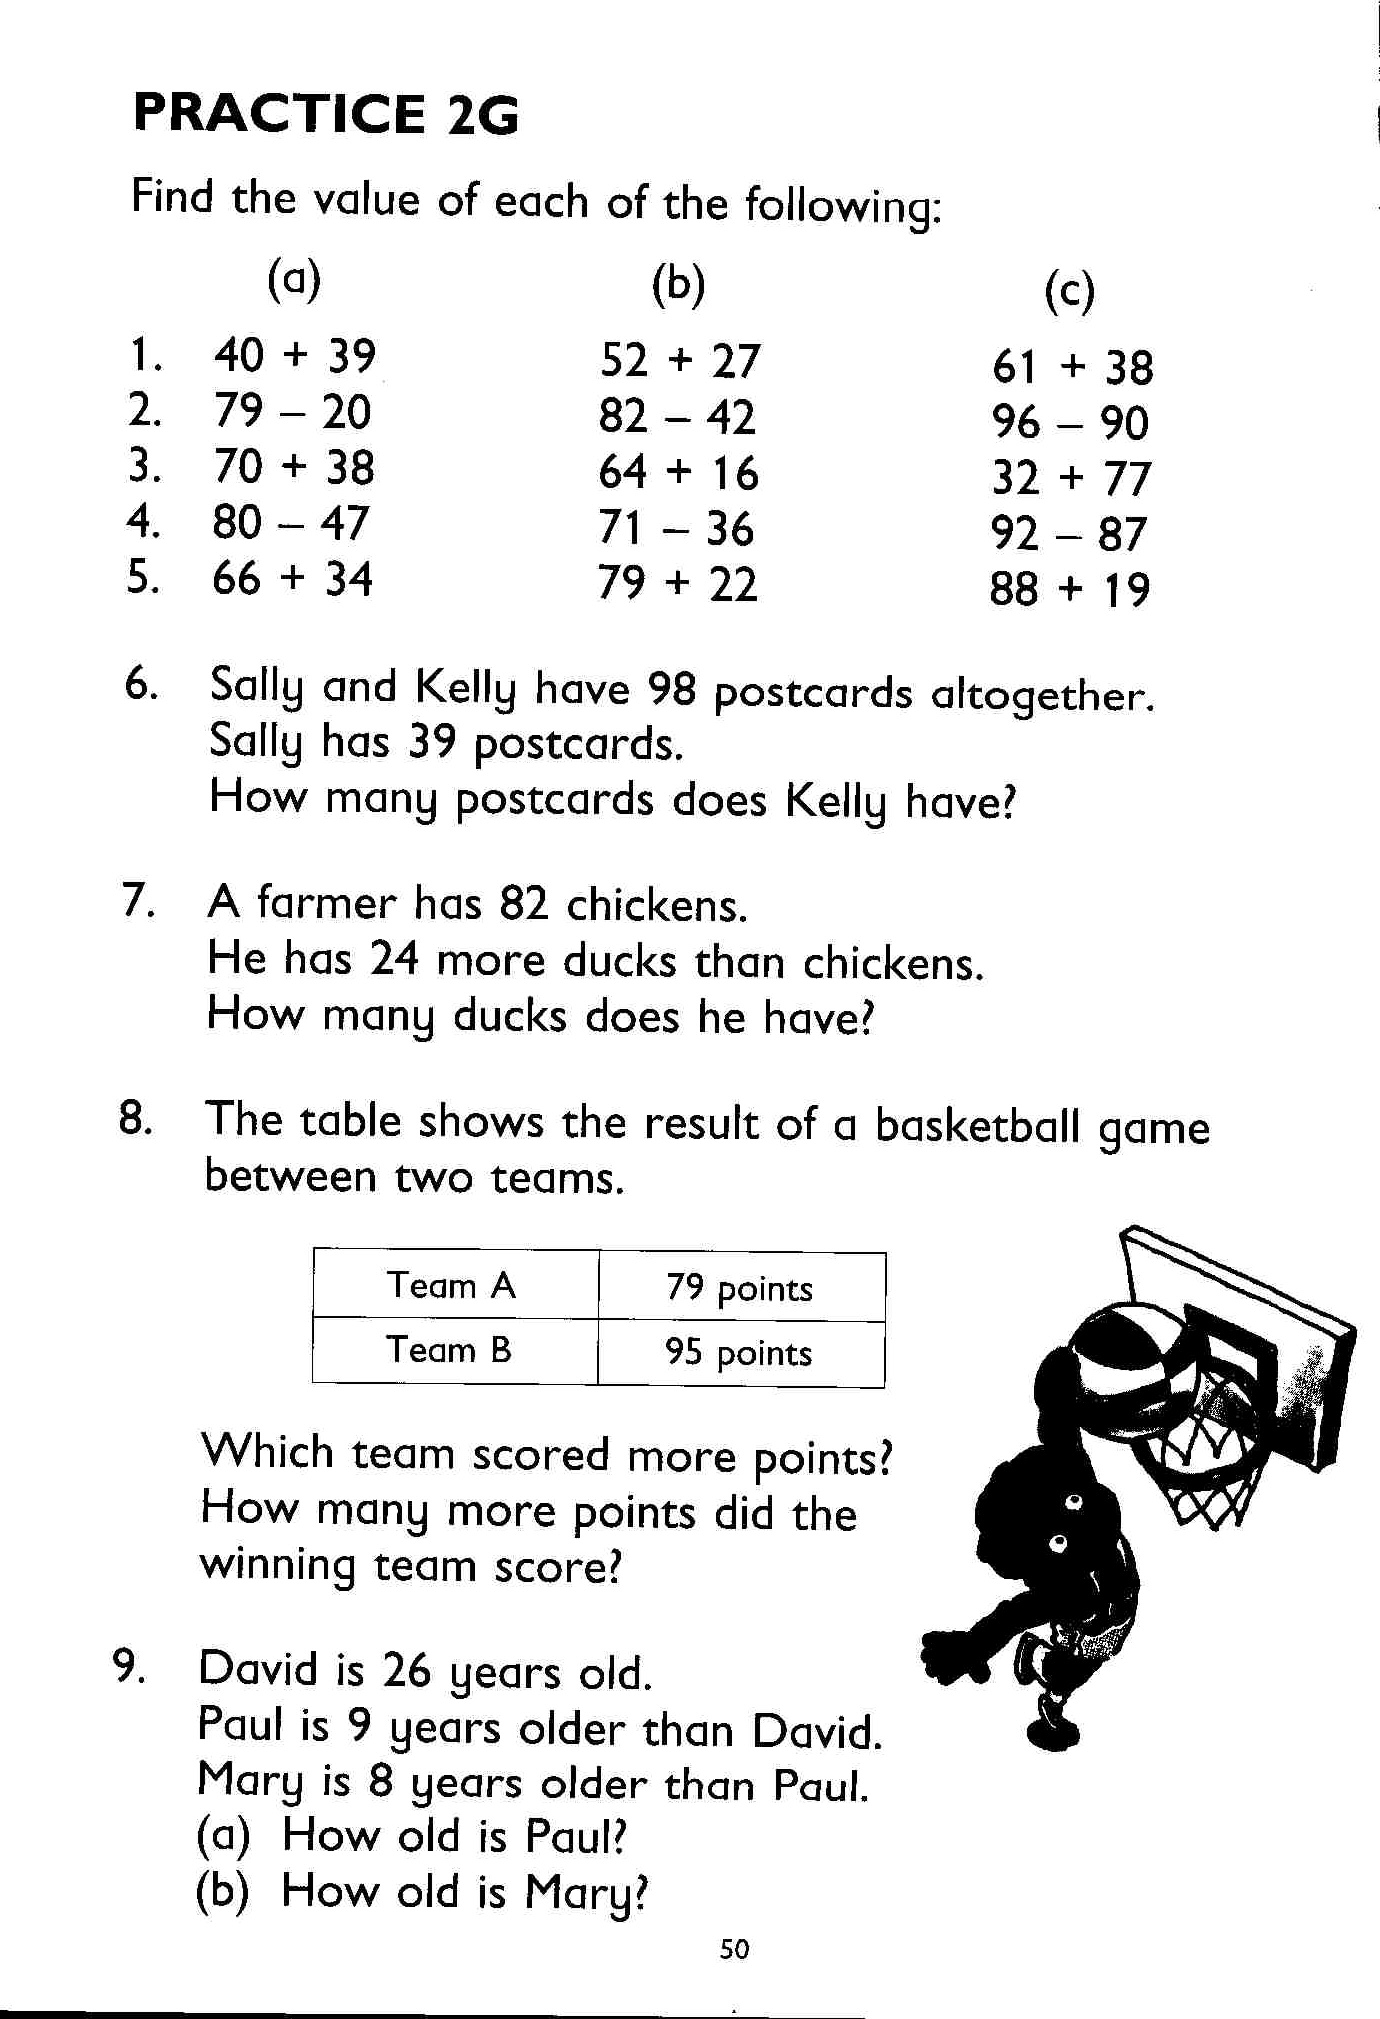 PRACTICE 2G
Find the value of each of the following:
(a) (b) (c)
1. 40 + 39 52 + 27 61 + 38
2. 79 – 20 82 – 42 96 – 90
3. 70 + 38 64 + 16 32 + 77
4. 80 – 47 71 – 36 92 – 87
5. 66 + 34 79 + 22 88 + 19
6. Sally and Kelly have 98 postcards altogether.
Sally has 39 postcards.
How many postcards does Kelly have?
7. A farmer has 82 chickens.
He has 24 more ducks than chickens.
How many ducks does he have?
8. The table shows the result of a basketball game
between two teams.
Team A 79 points
Team B 95 points
Which team scored more points?
How many more points did the
winning team score?
9. David is 26 years old.
Paul is 9 years older than David.
Mary is 8 years older than Paul.
(a) How old is Paul?
(b) How old is Mary?
50